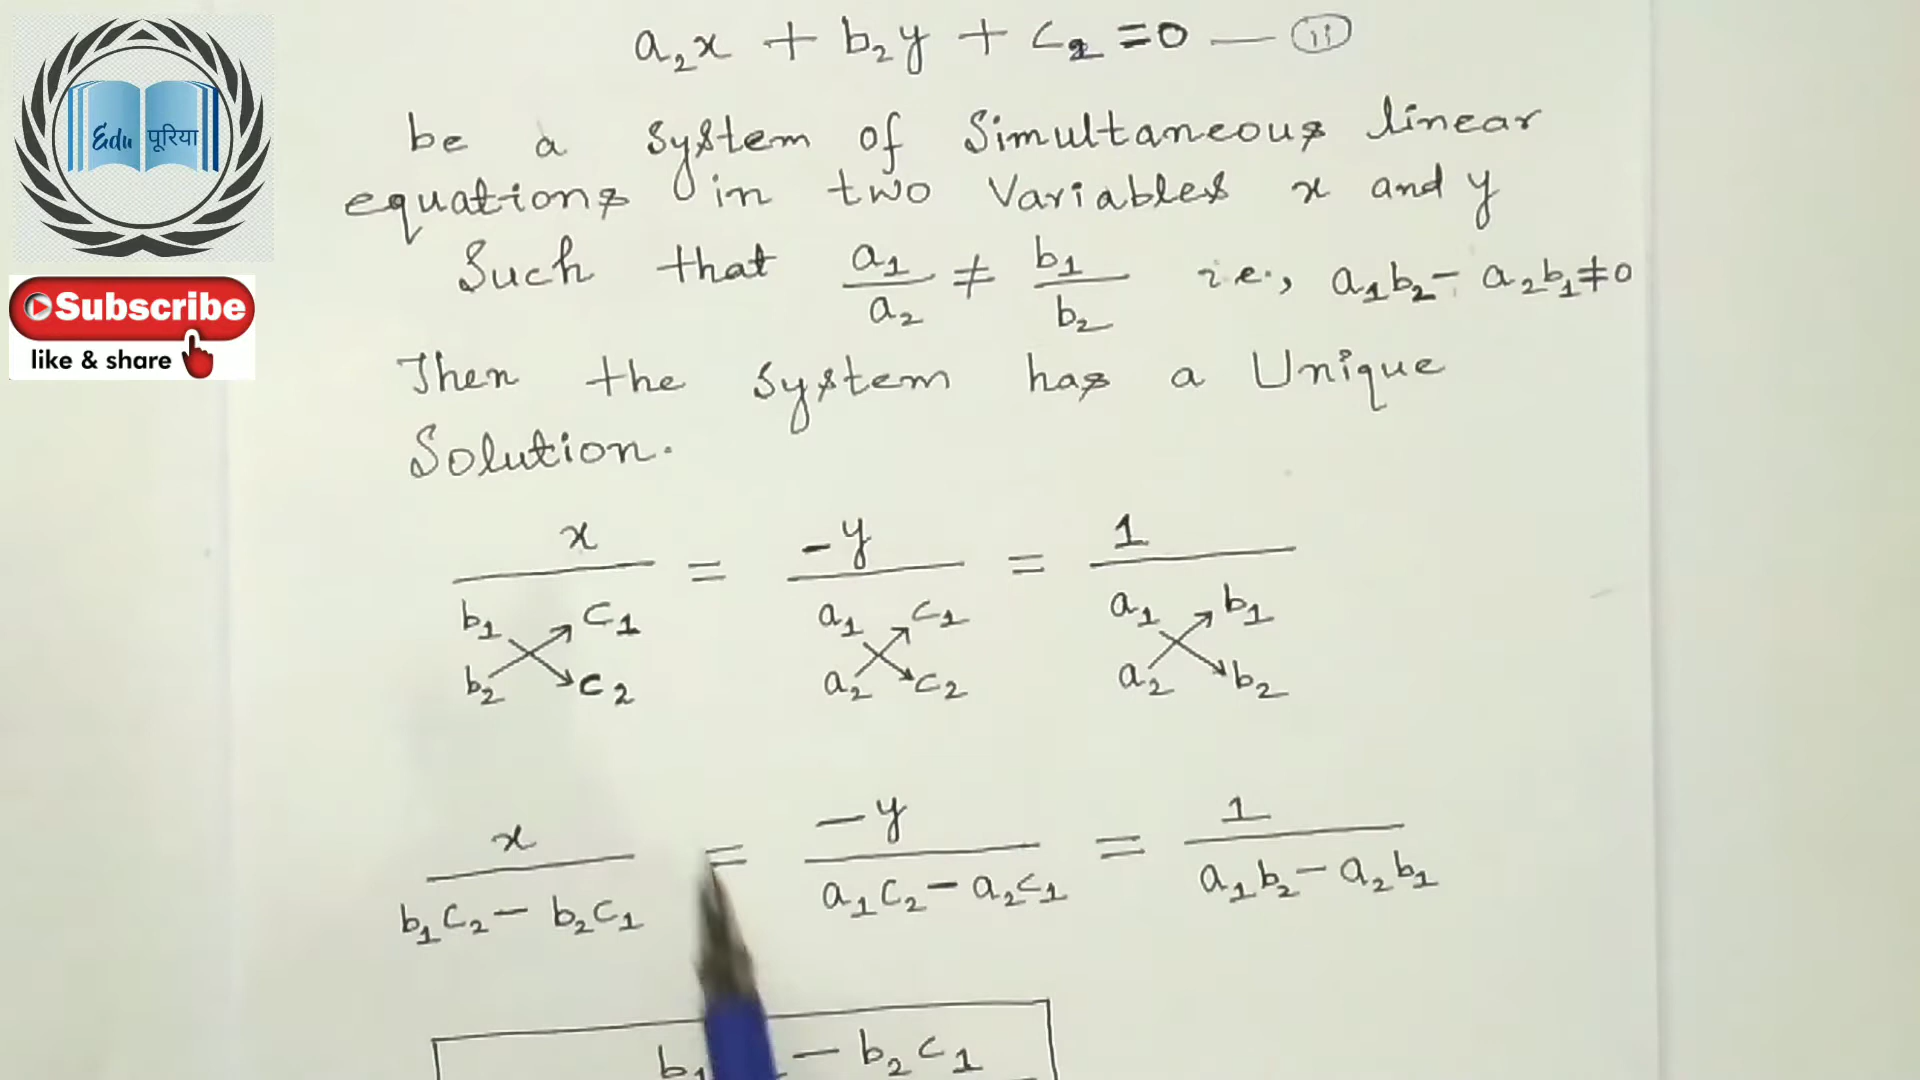 a₂x + b₂y + c₂ = 0 — (ii)
Edu पूरिया
be a system of simultaneous linear
equations in two variables x and y
Such that a₁/a₂ ≠ b₁/b₂ i.e., a₁b₂ - a₂b₁ ≠ 0
Subscribe
like & share
Then the system has a Unique
Solution.
x = -y = 1
b₁ c₁ a₁ c₁ a₁ b₁
b₂ c₂ a₂ c₂ a₂ b₂
x = -y = 1
b₁c₂ - b₂c₁ a₁c₂ - a₂c₁ a₁b₂ - a₂b₁
- b₂c₁